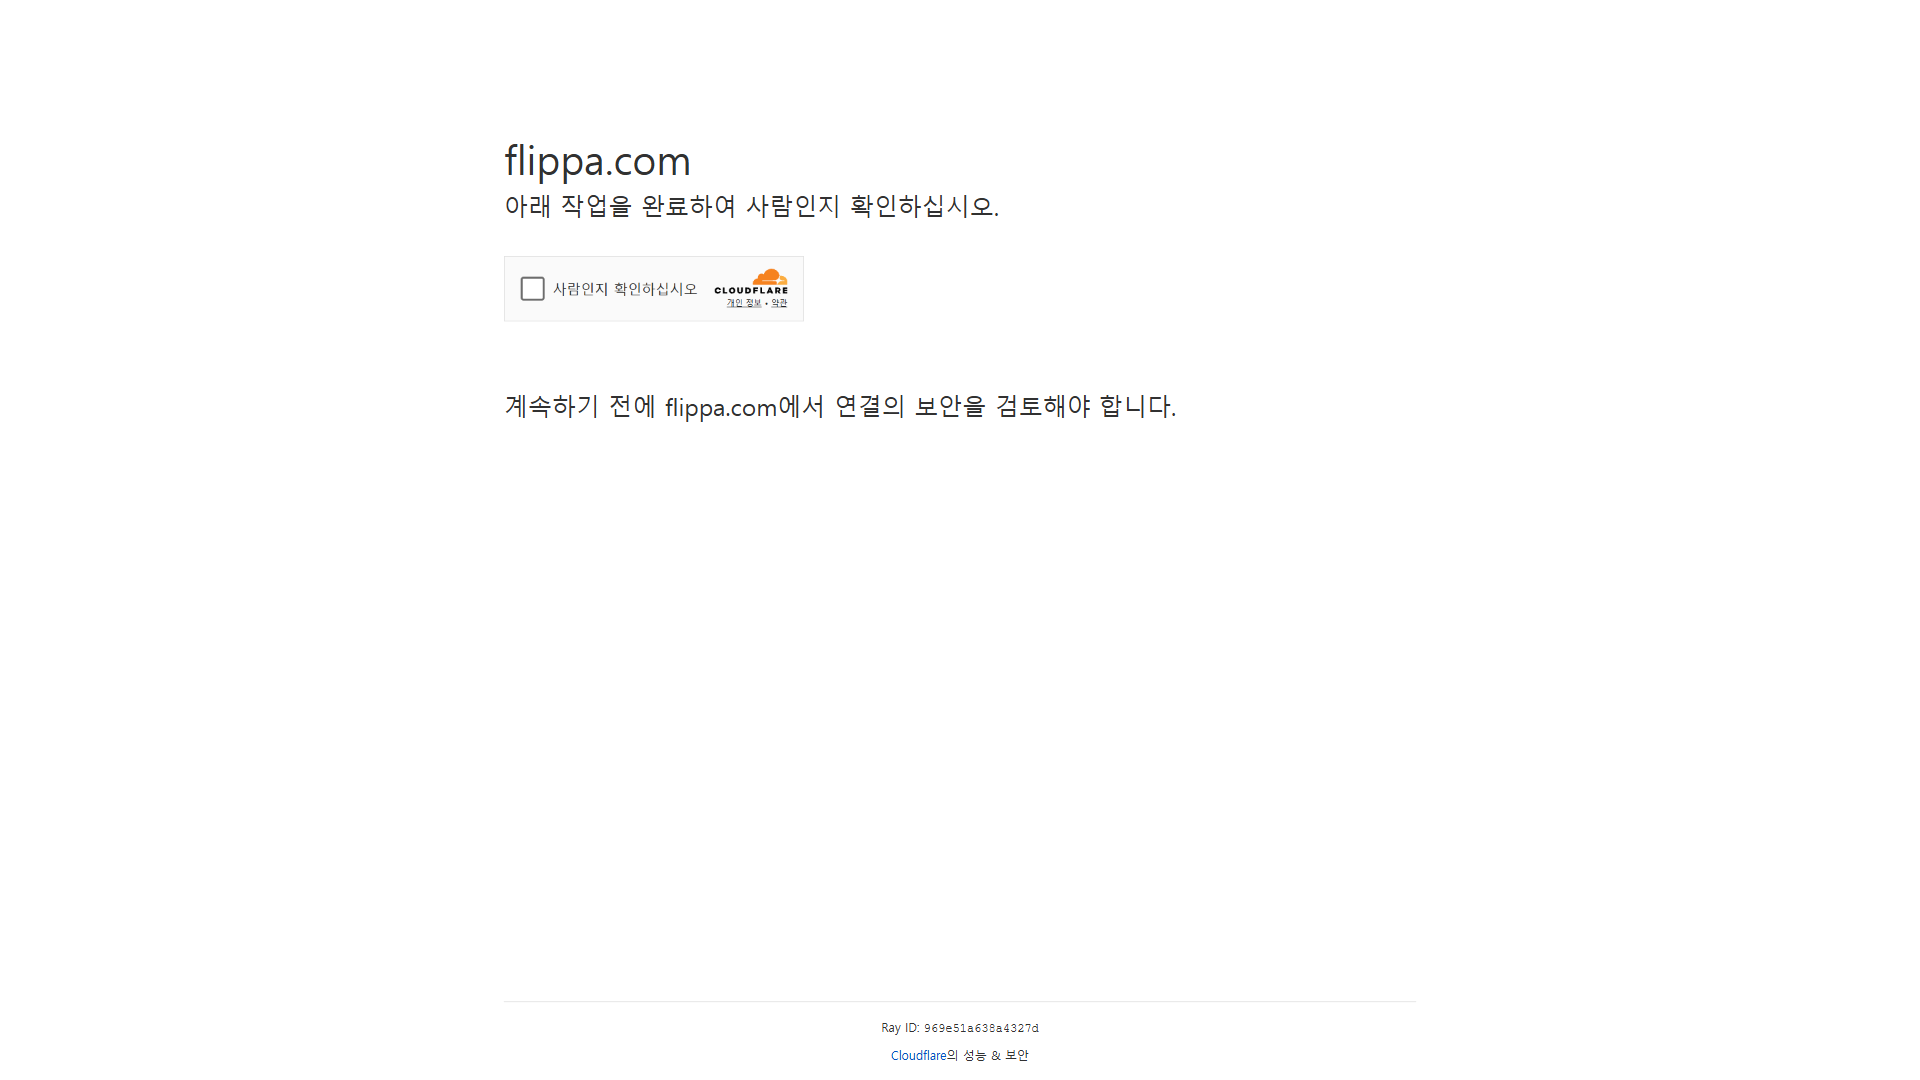 flippa.com
아래 작업을 완료하여 사람인지 확인하십시오.
사람인지 확인하십시오
CLOUDFLARE
개인 정보 • 약관
계속하기 전에 flippa.com에서 연결의 보안을 검토해야 합니다.
Ray ID: 969e51a638a4327d
Cloudflare의 성능 & 보안